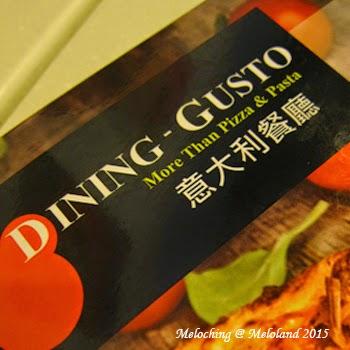 DINING - GUSTO
More Than Pizza & Pasta
意大利餐廳
Meloching @ Meloland 2015